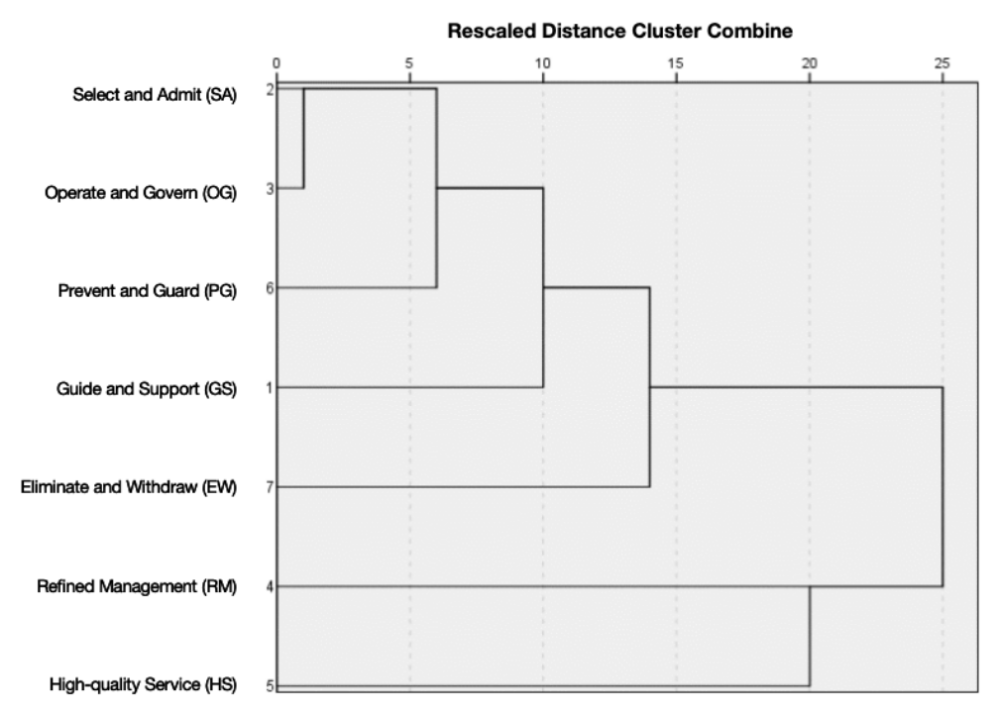 Rescaled Distance Cluster Combine
0 5 10 15 20 25
Select and Admit (SA) 2
Operate and Govern (OG) 3
Prevent and Guard (PG) 6
Guide and Support (GS) 1
Eliminate and Withdraw (EW) 7
Refined Management (RM) 4
High-quality Service (HS) 5